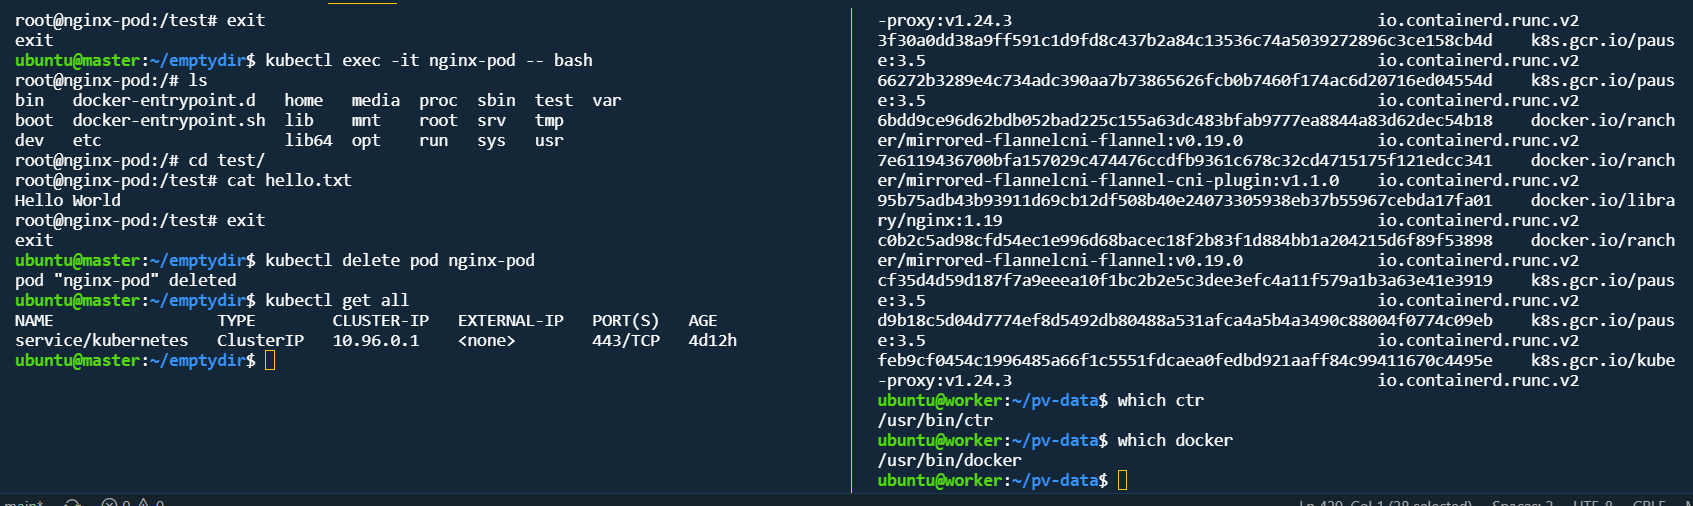 root@nginx-pod:/test# exit
exit
ubuntu@master:~/emptydir$ kubectl exec -it nginx-pod -- bash
root@nginx-pod:/# ls
bin   docker-entrypoint.d   home   media  proc  sbin  test  var
boot  docker-entrypoint.sh  lib    mnt    root  srv   tmp
dev   etc                   lib64  opt    run   sys   usr
root@nginx-pod:/# cd test/
root@nginx-pod:/test# cat hello.txt
Hello World
root@nginx-pod:/test# exit
exit
ubuntu@master:~/emptydir$ kubectl delete pod nginx-pod
pod "nginx-pod" deleted
ubuntu@master:~/emptydir$ kubectl get all
NAME                 TYPE        CLUSTER-IP   EXTERNAL-IP   PORT(S)   AGE
service/kubernetes   ClusterIP   10.96.0.1    <none>        443/TCP   4d12h
ubuntu@master:~/emptydir$
-proxy:v1.24.3                                      io.containerd.runc.v2
3f30a0dd38a9ff591c1d9fd8c437b2a84c13536c74a5039272896c3ce158cb4d    k8s.gcr.io/paus
e:3.5                                               io.containerd.runc.v2
66272b3289e4c734adc390aa7b73865626fcb0b7460f174ac6d20716ed04554d    k8s.gcr.io/paus
e:3.5                                               io.containerd.runc.v2
6bdd9ce96d62bdb052bad225c155a63dc483bfab9777ea8844a83d62dec54b18    docker.io/ranch
er/mirrored-flannelcni-flannel:v0.19.0              io.containerd.runc.v2
7e6119436700bfa157029c474476ccdfb9361c678c32cd4715175f121edcc341    docker.io/ranch
er/mirrored-flannelcni-flannel-cni-plugin:v1.1.0    io.containerd.runc.v2
95b75adb43b93911d69cb12df508b40e24073305938eb37b55967cebda17fa01    docker.io/libra
ry/nginx:1.19                                       io.containerd.runc.v2
c0b2c5ad98cfd54ec1e996d68bacec18f2b83f1d884bb1a204215d6f89f53898    docker.io/ranch
er/mirrored-flannelcni-flannel:v0.19.0              io.containerd.runc.v2
cf35d4d59d187f7a9eeea10f1bc2b2e5c3dee3efc4a11f579a1b3a63e41e3919    k8s.gcr.io/paus
e:3.5                                               io.containerd.runc.v2
d9b18c5d04d7774ef8d5492db80488a531afca4a5b4a3490c88004f0774c09eb    k8s.gcr.io/paus
e:3.5                                               io.containerd.runc.v2
feb9cf0454c1996485a66f1c5551fdcaea0fedbd921aaff84c99411670c4495e    k8s.gcr.io/kube
-proxy:v1.24.3                                      io.containerd.runc.v2
ubuntu@worker:~/pv-data$ which ctr
/usr/bin/ctr
ubuntu@worker:~/pv-data$ which docker
/usr/bin/docker
ubuntu@worker:~/pv-data$
main* 0 0 Ln 429, Col 1 (28 selected) Spaces: 2 UTF-8 CRLF